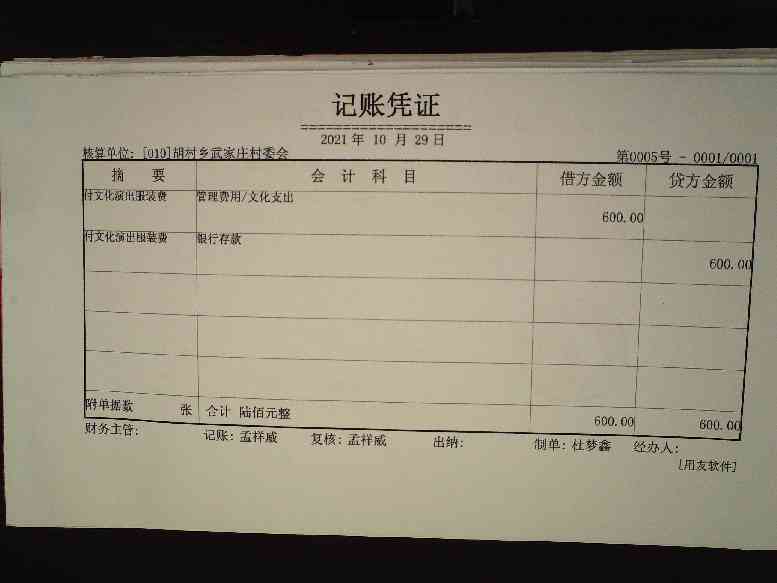 记账凭证
====================
2021 年 10 月 29 日
核算单位: [019]胡村乡武家庄村委会 第0005号 - 0001/0001
摘 要 会 计 科 目 借方金额 贷方金额
付文化演出服装费 管理费用/文化支出 600.00
付文化演出服装费 银行存款 600.00
附单据数 张 合计 陆佰元整 600.00 600.00
财务主管: 记账: 孟祥威 复核: 孟祥威 出纳: 制单: 杜梦鑫 经办人:
[用友软件]